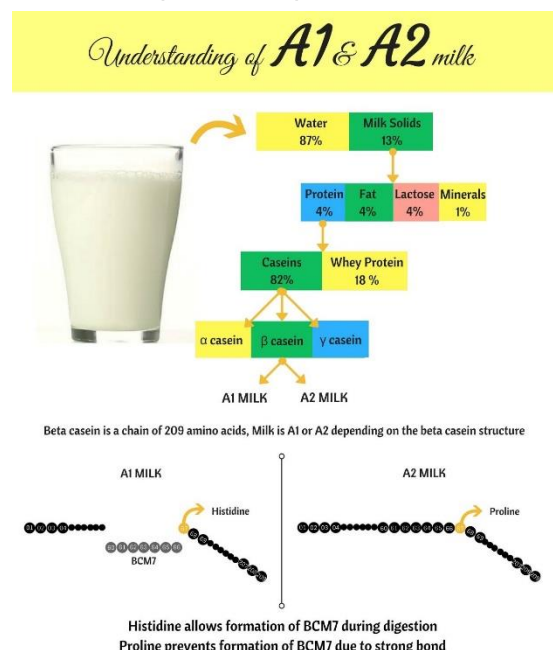 Understanding of A1 & A2 milk
Water
87%
Milk Solids
13%
Protein
4%
Fat
4%
Lactose
4%
Minerals
1%
Caseins
82%
Whey Protein
18 %
α casein
β casein
γ casein
A1 MILK
A2 MILK
Beta casein is a chain of 209 amino acids, Milk is A1 or A2 depending on the beta casein structure
A1 MILK
Histidine
BCM7
A2 MILK
Proline
Histidine allows formation of BCM7 during digestion
Proline prevents formation of BCM7 due to strong bond